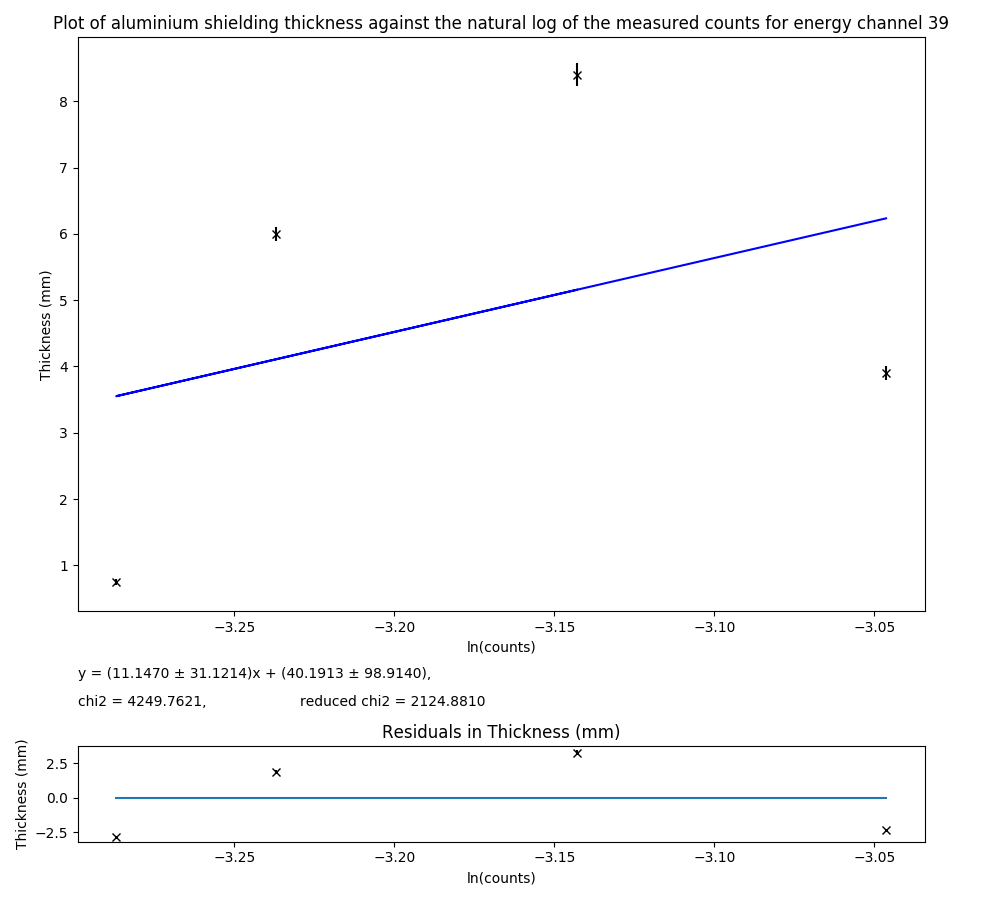 Plot of aluminium shielding thickness against the natural log of the measured counts for energy channel 39
8
7
6
5
4
3
2
1
Thickness (mm)
−3.25 −3.20 −3.15 −3.10 −3.05
ln(counts)
y = (11.1470 ± 31.1214)x + (40.1913 ± 98.9140),
chi2 = 4249.7621, reduced chi2 = 2124.8810
Residuals in Thickness (mm)
2.5
0.0
−2.5
Thickness (mm)
−3.25 −3.20 −3.15 −3.10 −3.05
ln(counts)